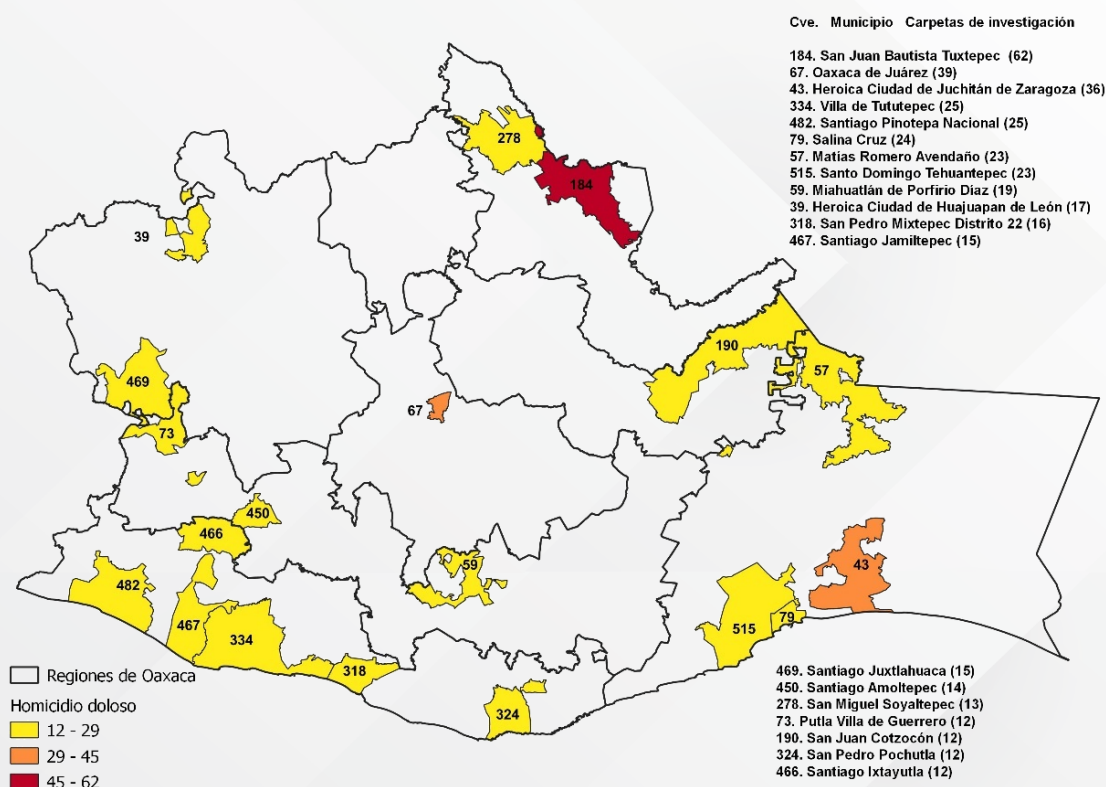 Cve. Municipio Carpetas de investigación
184. San Juan Bautista Tuxtepec (62)
67. Oaxaca de Juárez (39)
43. Heroica Ciudad de Juchitán de Zaragoza (36)
334. Villa de Tututepec (25)
482. Santiago Pinotepa Nacional (25)
79. Salina Cruz (24)
57. Matías Romero Avendaño (23)
515. Santo Domingo Tehuantepec (23)
59. Miahuatlán de Porfirio Díaz (19)
39. Heroica Ciudad de Huajuapan de León (17)
318. San Pedro Mixtepec Distrito 22 (16)
467. Santiago Jamiltepec (15)
278
184
39
190
57
469
67
73
450
466
59
43
482
467
334
515
79
318
324
Regiones de Oaxaca
Homicidio doloso
12 - 29
29 - 45
45 - 62
469. Santiago Juxtlahuaca (15)
450. Santiago Amoltepec (14)
278. San Miguel Soyaltepec (13)
73. Putla Villa de Guerrero (12)
190. San Juan Cotzocón (12)
324. San Pedro Pochutla (12)
466. Santiago Ixtayutla (12)